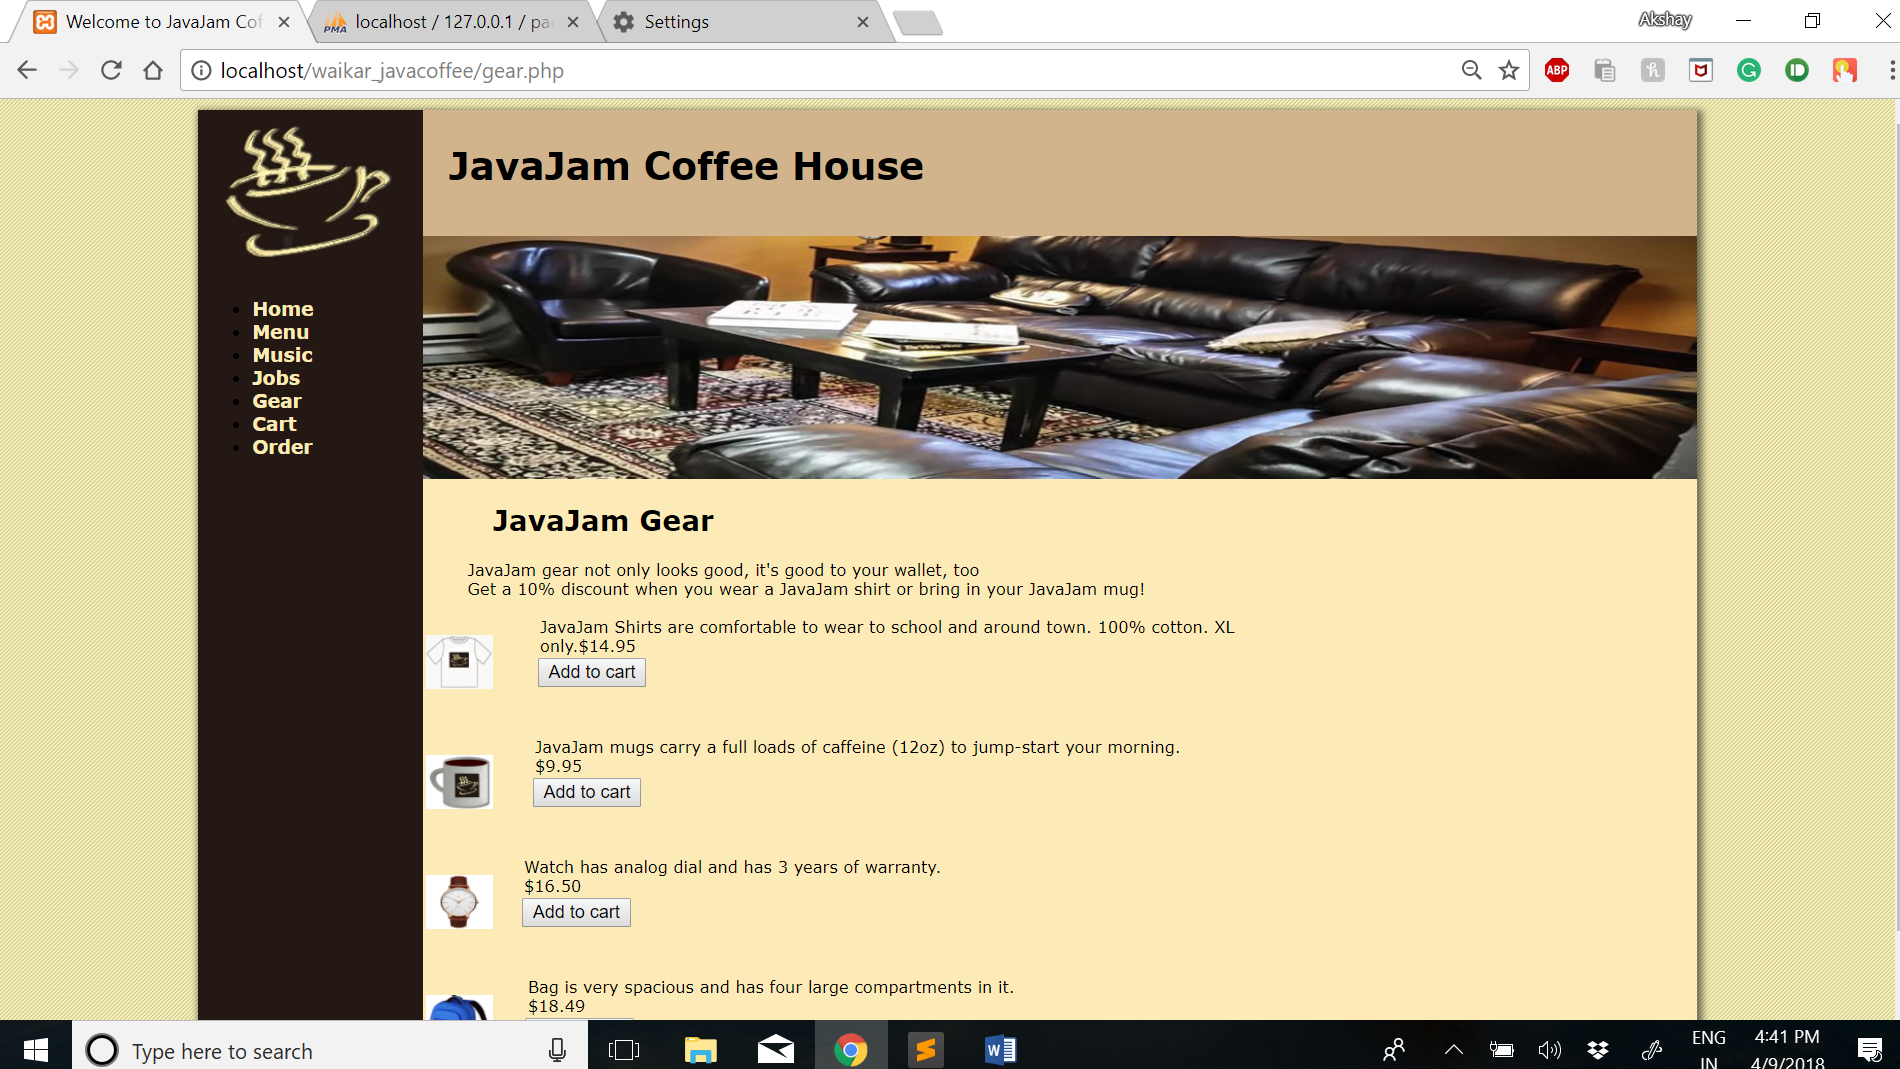 Welcome to JavaJam Cof
localhost / 127.0.0.1 / pa
Settings
Akshay
localhost/waikar_javacoffee/gear.php
ABP
JavaJam Coffee House
Home
Menu
Music
Jobs
Gear
Cart
Order
JavaJam Gear
JavaJam gear not only looks good, it's good to your wallet, too
Get a 10% discount when you wear a JavaJam shirt or bring in your JavaJam mug!
JavaJam Shirts are comfortable to wear to school and around town. 100% cotton. XL
only.$14.95
Add to cart
JavaJam mugs carry a full loads of caffeine (12oz) to jump-start your morning.
$9.95
Add to cart
Watch has analog dial and has 3 years of warranty.
$16.50
Add to cart
Bag is very spacious and has four large compartments in it.
$18.49
Type here to search
ENG
IN
4:41 PM
4/9/2018